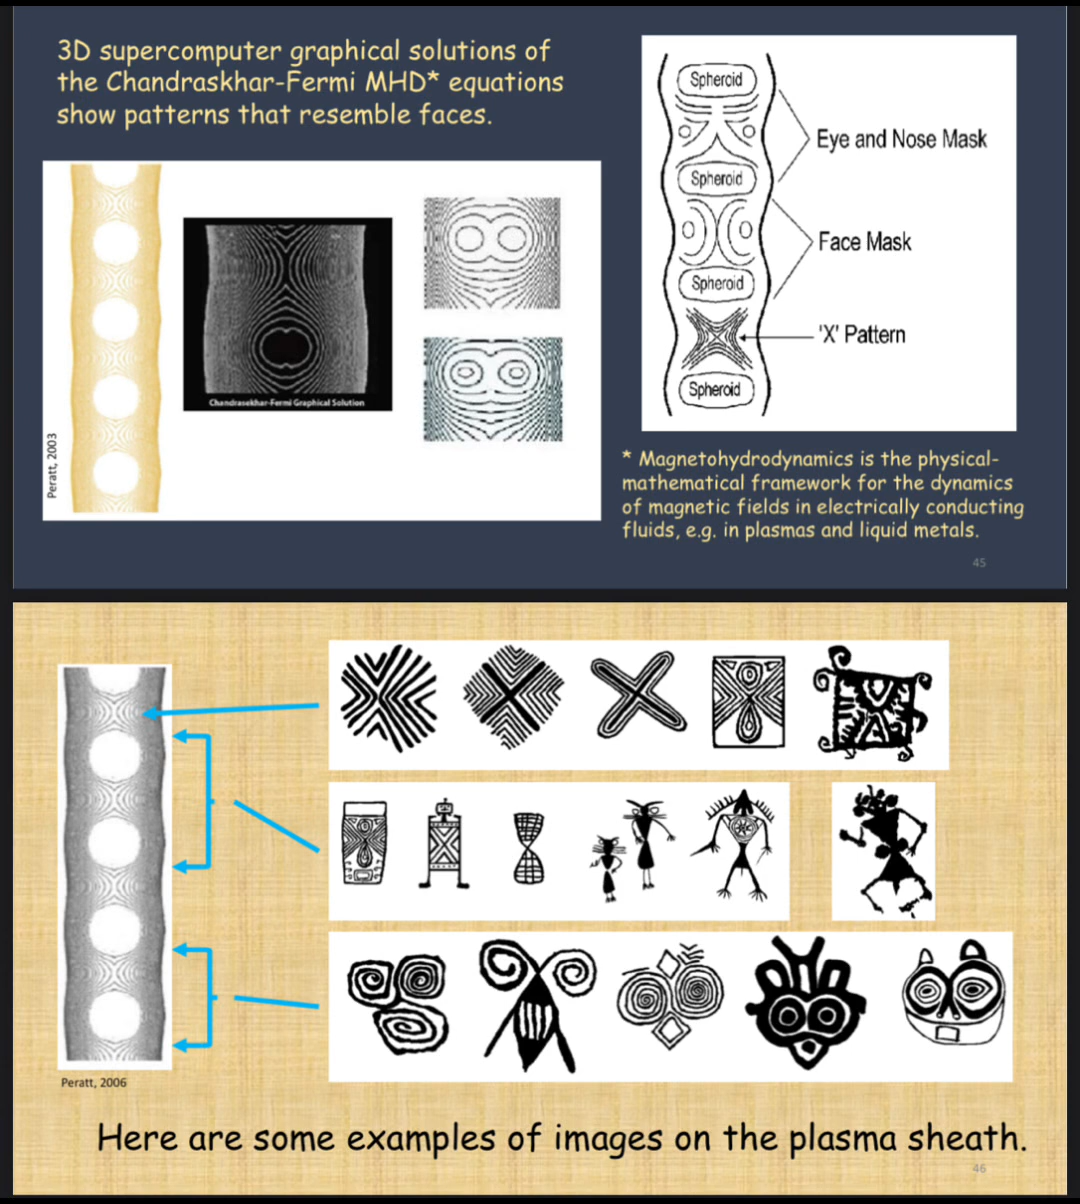 3D supercomputer graphical solutions of
the Chandraskhar-Fermi MHD* equations
show patterns that resemble faces.
Peratt, 2003
Chandrasekhar-Fermi Graphical Solution
Spheroid
Eye and Nose Mask
Spheroid
Face Mask
Spheroid
'X' Pattern
Spheroid
* Magnetohydrodynamics is the physical-
mathematical framework for the dynamics
of magnetic fields in electrically conducting
fluids, e.g. in plasmas and liquid metals.
45
Peratt, 2006
Here are some examples of images on the plasma sheath.
46